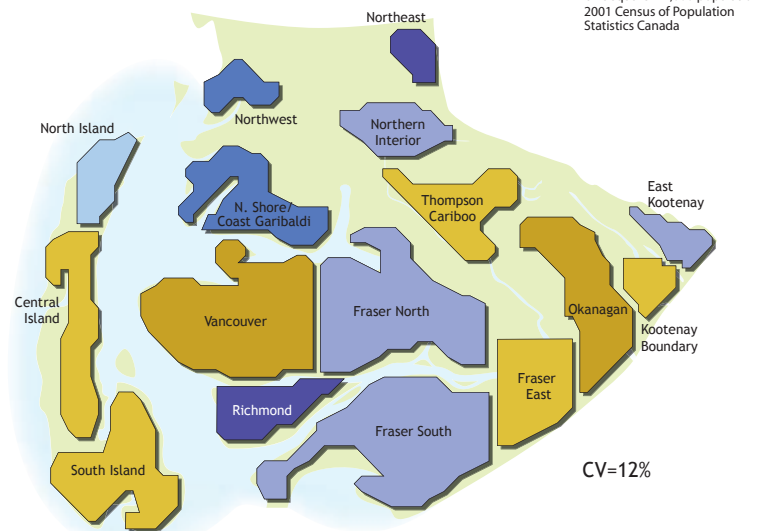 2001 Census of Population
Statistics Canada
Northeast
Northwest
North Island
Northern
Interior
N. Shore/
Coast Garibaldi
Thompson
Cariboo
East
Kootenay
Central
Island
Vancouver
Fraser North
Okanagan
Kootenay
Boundary
Richmond
Fraser
East
Fraser South
South Island
CV=12%